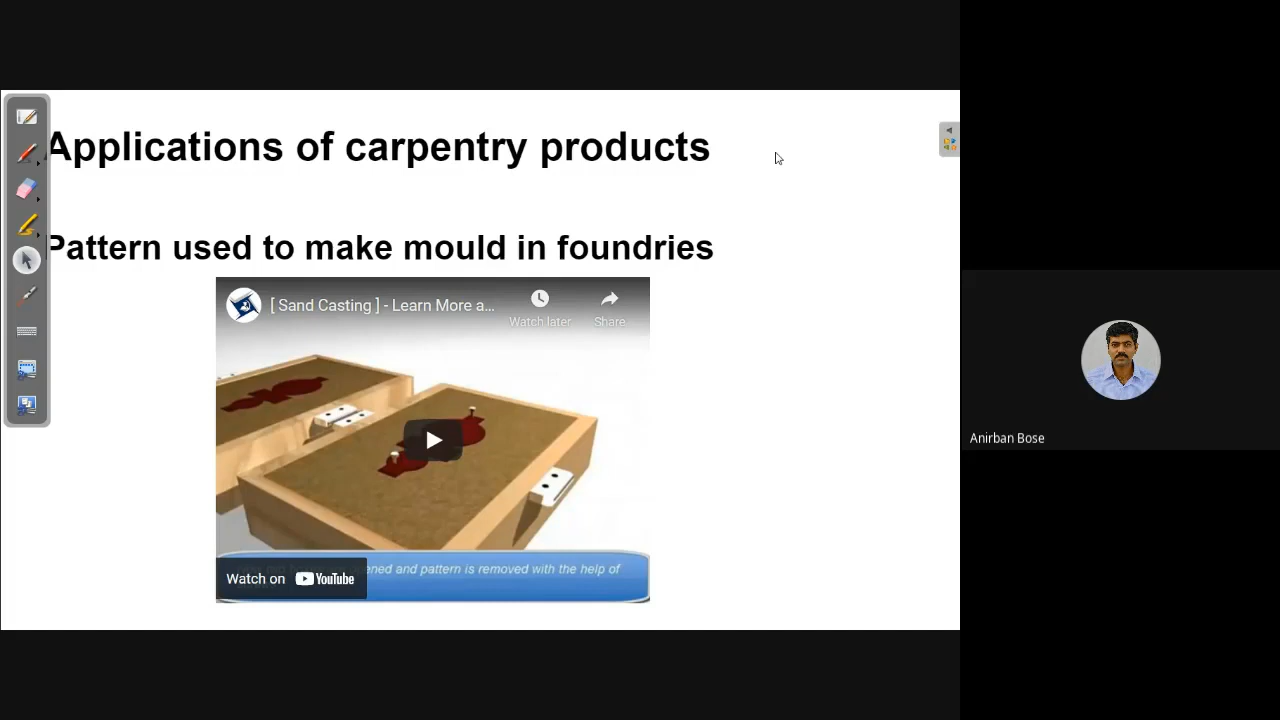 Applications of carpentry products
Pattern used to make mould in foundries
[ Sand Casting ] - Learn More a...
Watch later
Share
ened and pattern is removed with the help of
Watch on YouTube
Anirban Bose